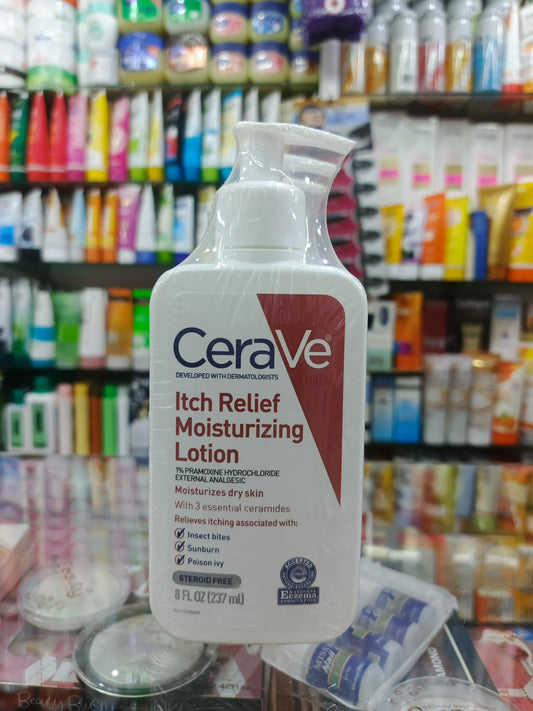 CeraVe®
DEVELOPED WITH DERMATOLOGISTS
Itch Relief
Moisturizing
Lotion
1% PRAMOXINE HYDROCHLORIDE
EXTERNAL ANALGESIC
Moisturizes dry skin
With 3 essential ceramides
Relieves itching associated with:
Insect bites
Sunburn
Poison ivy
STEROID FREE
8 FL OZ (237 ml)
ACCEPTED
NATIONAL
Eczema
ASSOCIATION
Beauty Blush